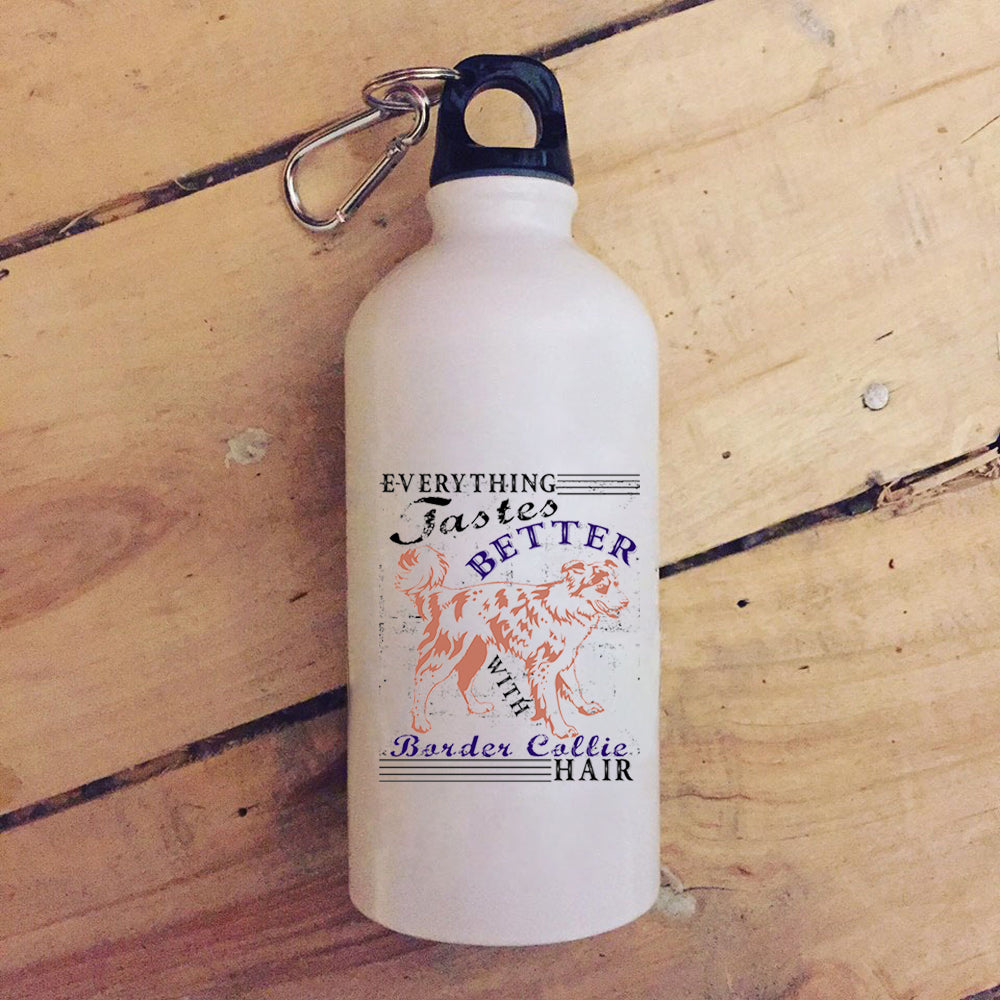 EVERYTHING
Tastes
BETTER
WITH
Border Collie
HAIR